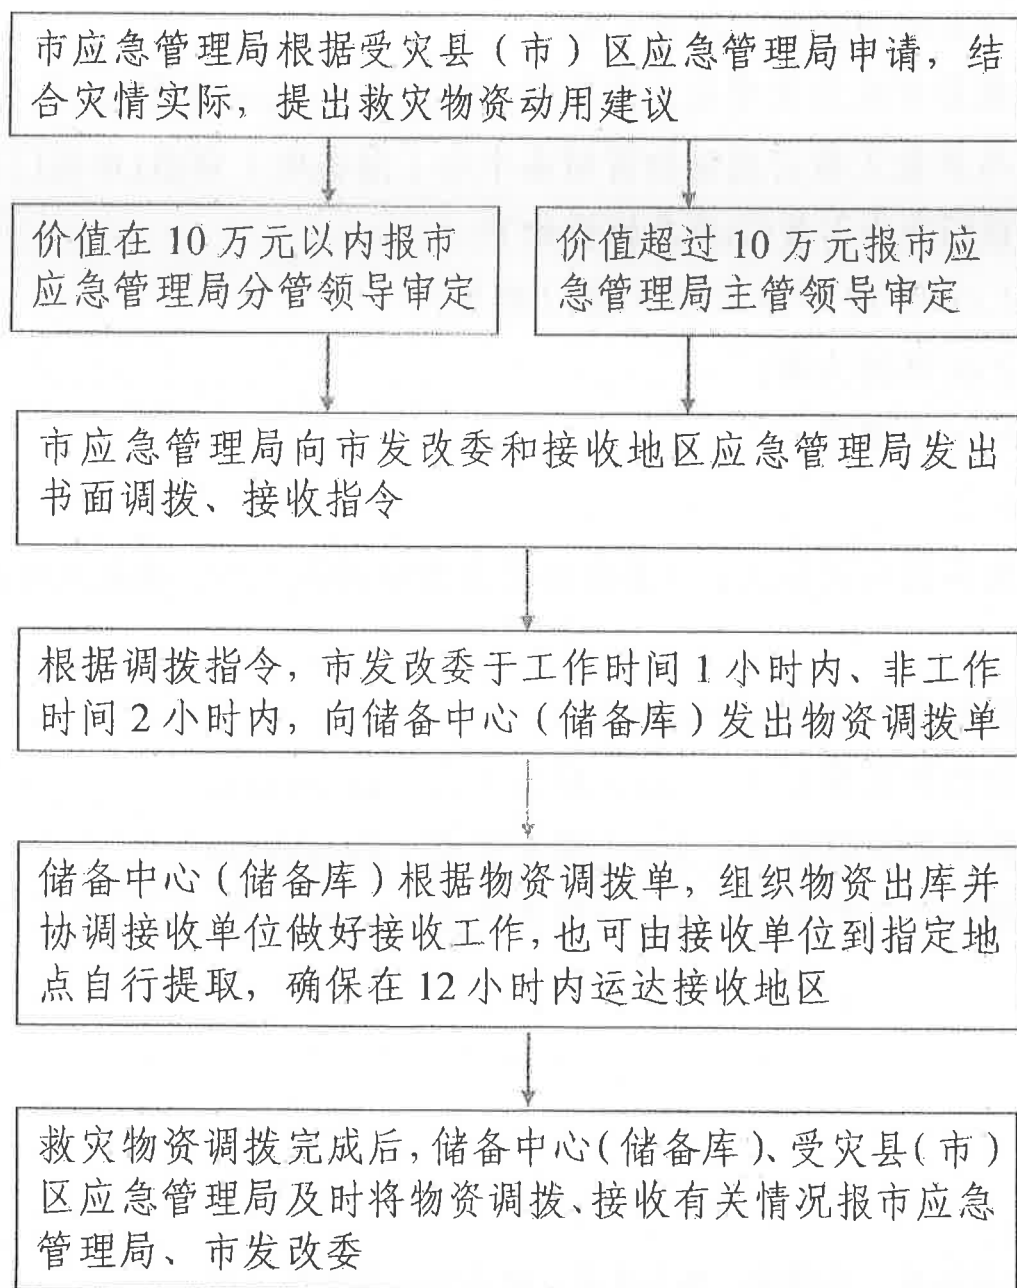 市应急管理局根据受灾县（市）区应急管理局申请，结
合灾情实际，提出救灾物资动用建议
价值在 10 万元以内报市
应急管理局分管领导审定
价值超过 10 万元报市应
急管理局主管领导审定
市应急管理局向市发改委和接收地区应急管理局发出
书面调拨、接收指令
根据调拨指令，市发改委于工作时间 1 小时内、非工作
时间 2 小时内，向储备中心（储备库）发出物资调拨单
储备中心（储备库）根据物资调拨单，组织物资出库并
协调接收单位做好接收工作，也可由接收单位到指定地
点自行提取，确保在 12 小时内运达接收地区
救灾物资调拨完成后，储备中心（储备库）、受灾县（市）
区应急管理局及时将物资调拨、接收有关情况报市应急
管理局、市发改委